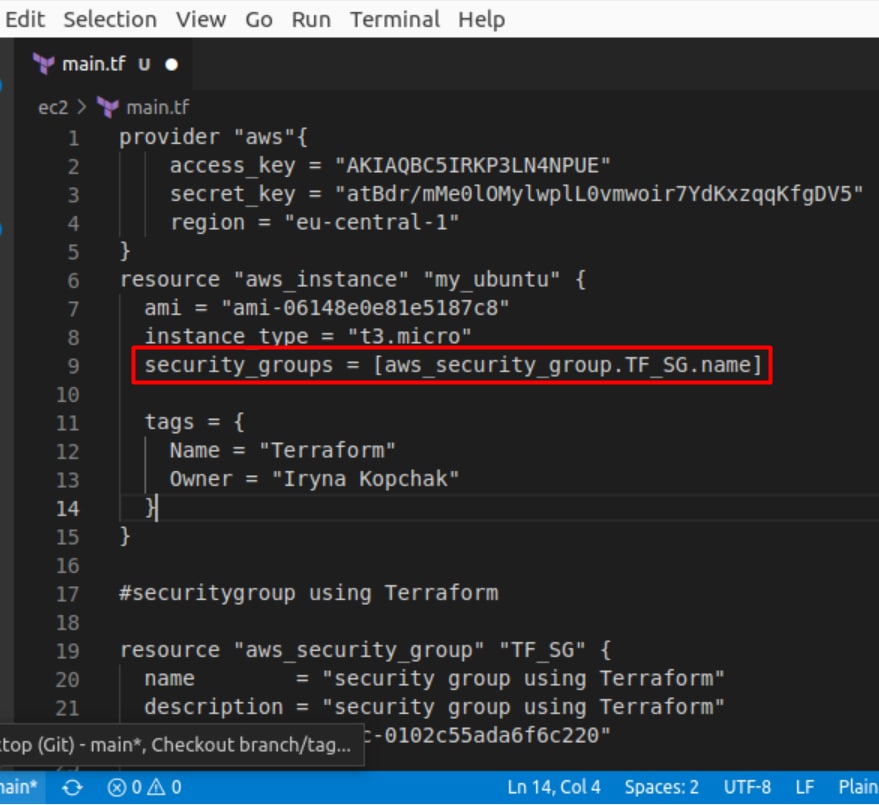 Edit Selection View Go Run Terminal Help
main.tf U
ec2 > main.tf
1 provider "aws"{
2 access_key = "AKIAQBC5IRKP3LN4NPUE"
3 secret_key = "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"
4 region = "eu-central-1"
5 }
6 resource "aws_instance" "my_ubuntu" {
7 ami = "ami-06148e0e81e5187c8"
8 instance_type = "t3.micro"
9 security_groups = [aws_security_group.TF_SG.name]
10
11 tags = {
12 Name = "Terraform"
13 Owner = "Iryna Kopchak"
14 }
15 }
16
17 #securitygroup using Terraform
18
19 resource "aws_security_group" "TF_SG" {
20 name = "security group using Terraform"
21 description = "security group using Terraform"
c-0102c55ada6f6c220"
top (Git) - main*, Checkout branch/tag...
main* 0 0 Ln 14, Col 4 Spaces: 2 UTF-8 LF Plain